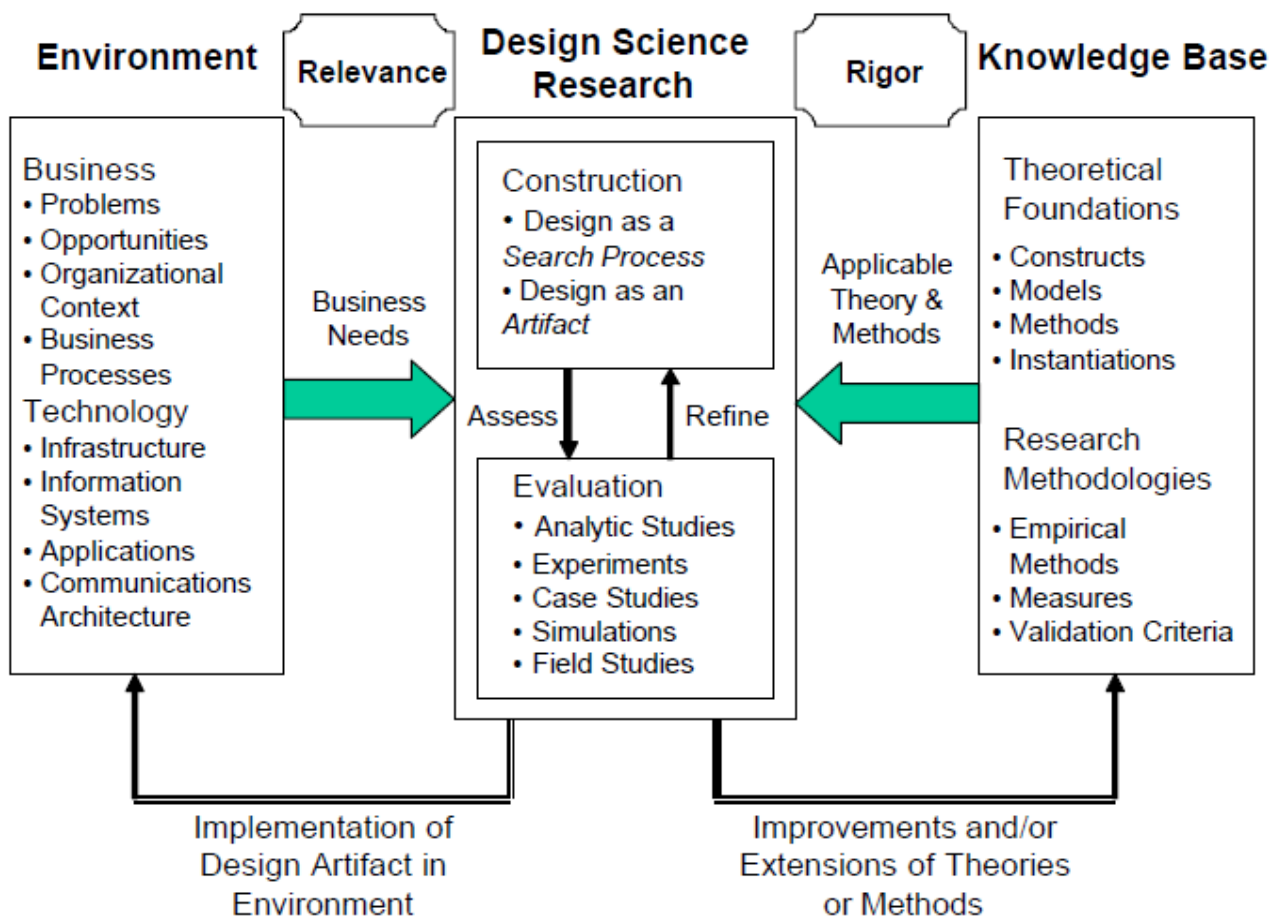 Environment
Relevance
Design Science
Research
Rigor
Knowledge Base
Business
• Problems
• Opportunities
• Organizational
Context
• Business
Processes
Technology
• Infrastructure
• Information
Systems
• Applications
• Communications
Architecture
Business
Needs
Construction
• Design as a
Search Process
• Design as an
Artifact
Assess
Refine
Evaluation
• Analytic Studies
• Experiments
• Case Studies
• Simulations
• Field Studies
Applicable
Theory &
Methods
Theoretical
Foundations
• Constructs
• Models
• Methods
• Instantiations
Research
Methodologies
• Empirical
Methods
• Measures
• Validation Criteria
Implementation of
Design Artifact in
Environment
Improvements and/or
Extensions of Theories
or Methods